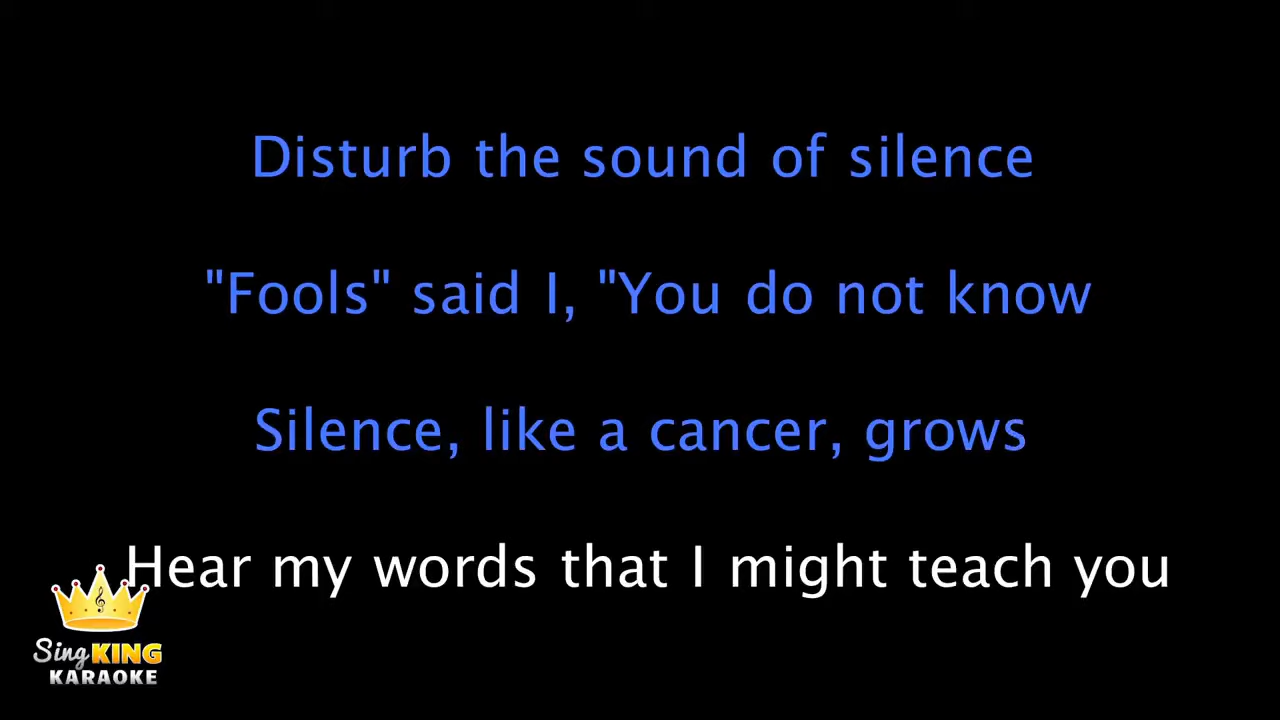 Disturb the sound of silence
"Fools" said I, "You do not know
Silence, like a cancer, grows
Hear my words that I might teach you
Sing KING
KARAOKE